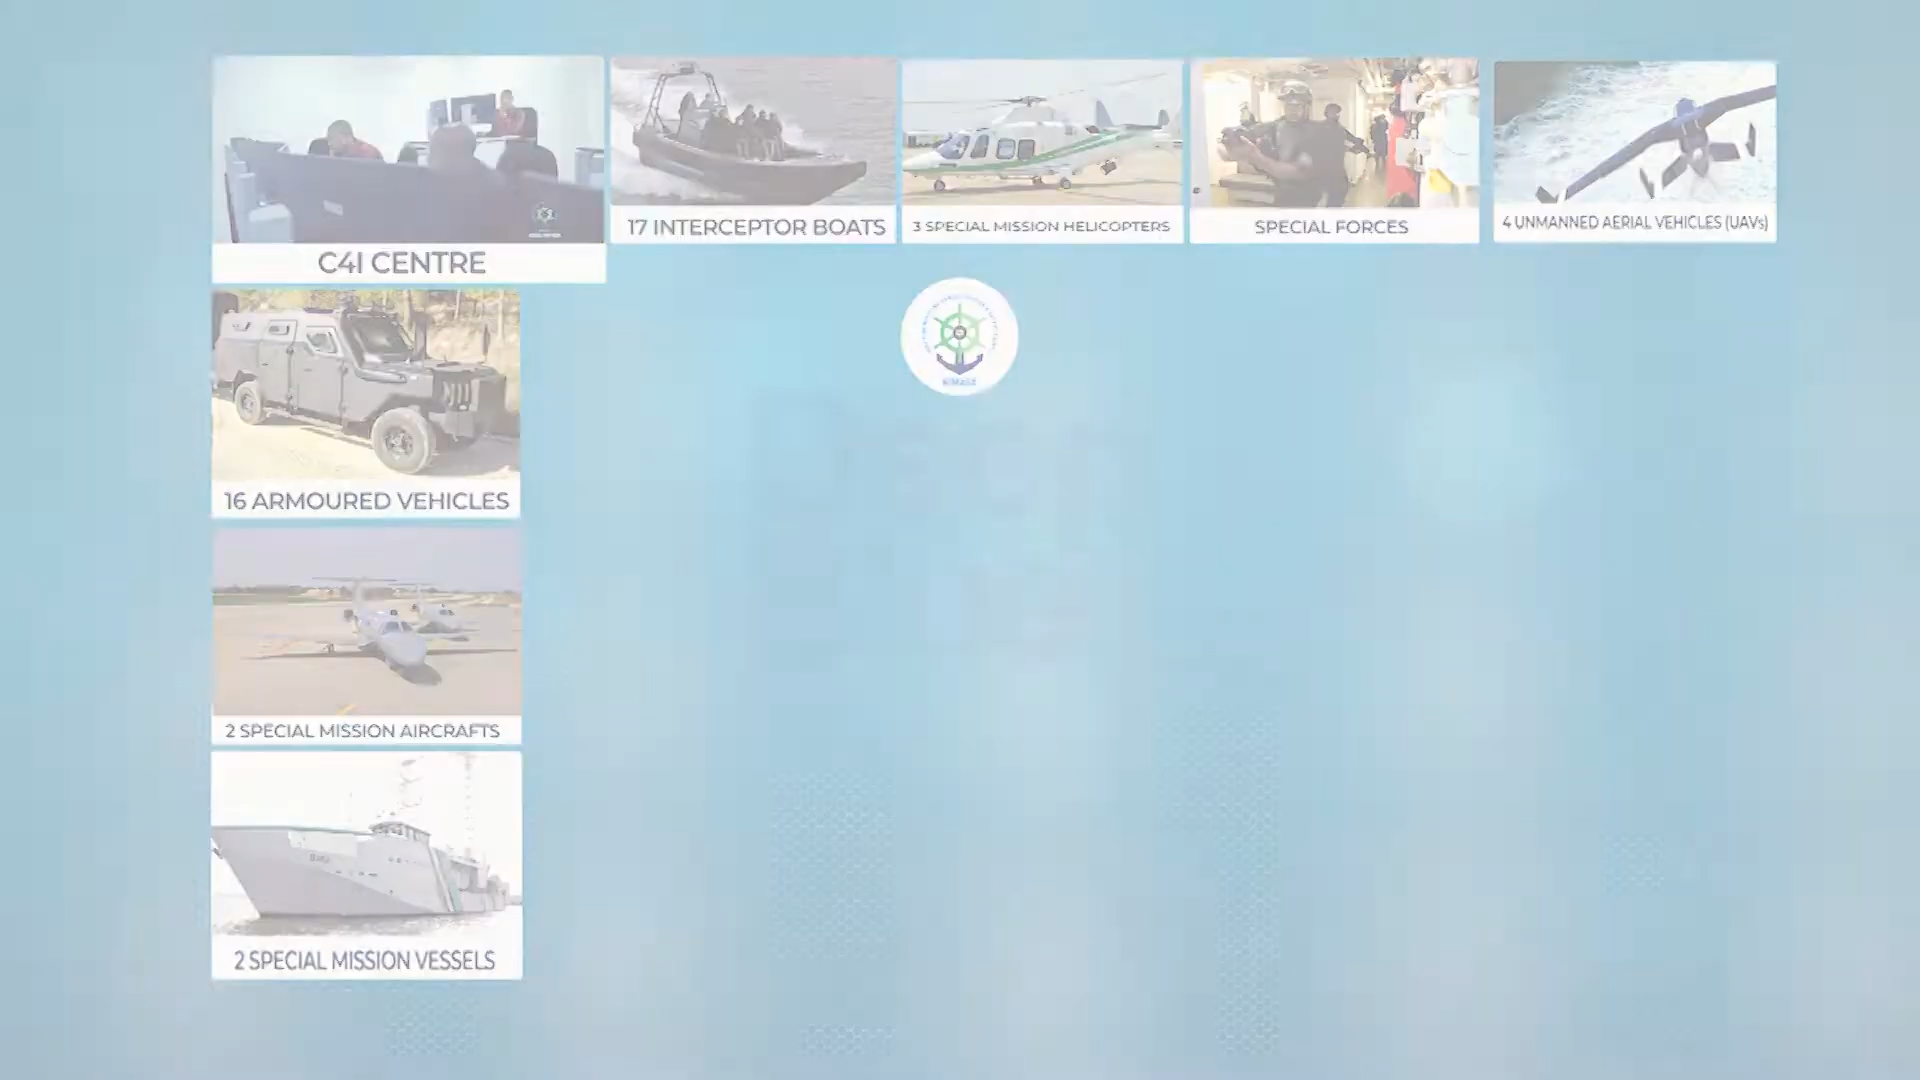 C4I CENTRE
17 INTERCEPTOR BOATS
3 SPECIAL MISSION HELICOPTERS
SPECIAL FORCES
4 UNMANNED AERIAL VEHICLES (UAVs)
NIMASA
16 ARMOURED VEHICLES
2 SPECIAL MISSION AIRCRAFTS
2 SPECIAL MISSION VESSELS